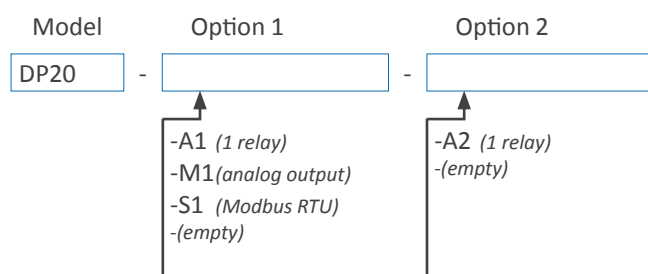 Model Option 1 Option 2
DP20 - -
-A1 (1 relay) -A2 (1 relay)
-M1(analog output) -(empty)
-S1 (Modbus RTU)
-(empty)